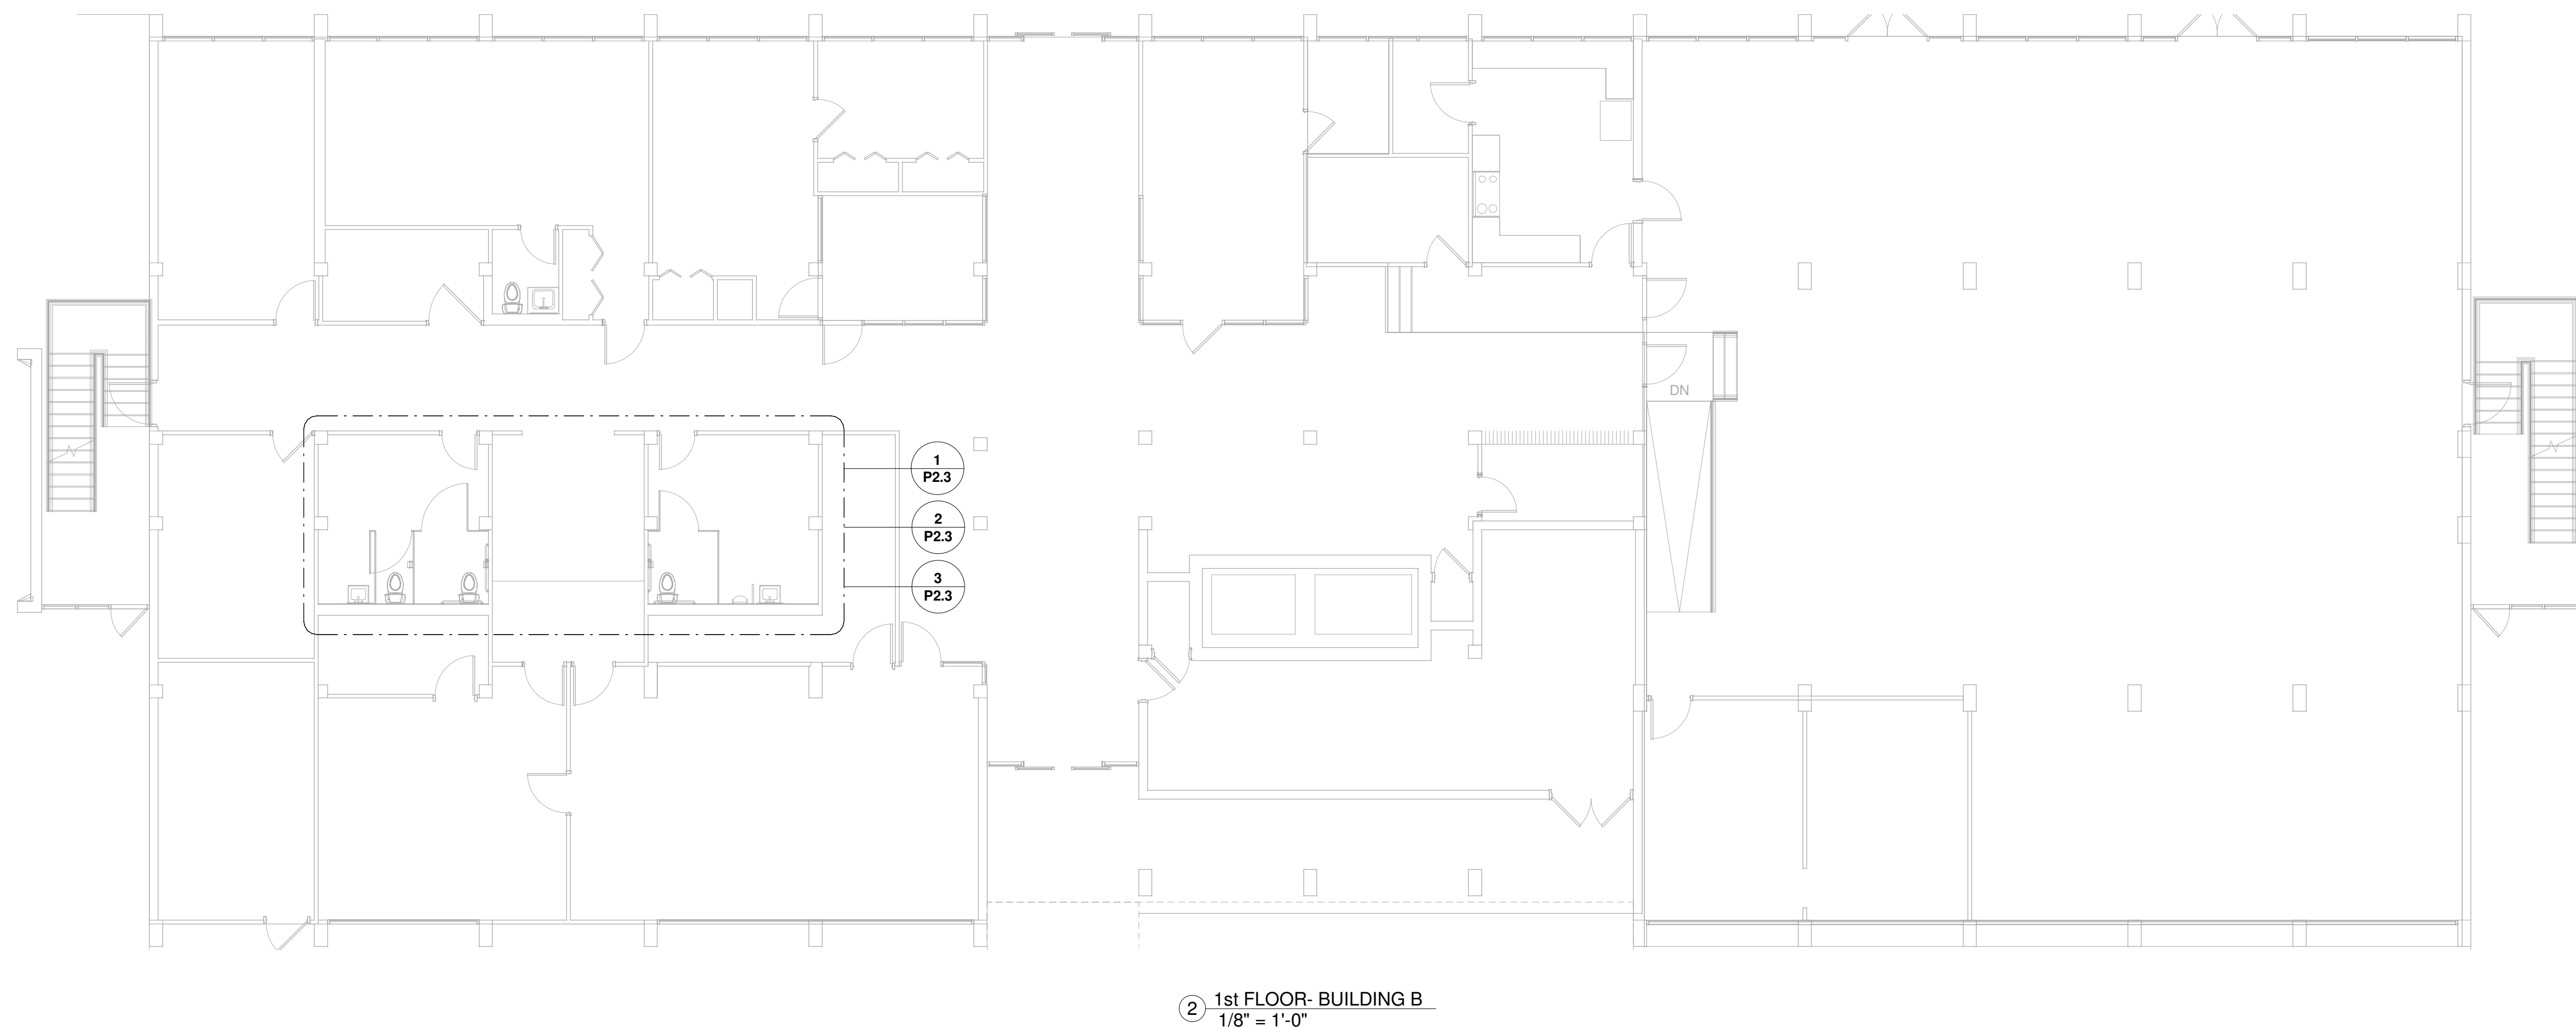 DN
1
P2.3
2
P2.3
3
P2.3
2
1st FLOOR- BUILDING B
1/8" = 1'-0"